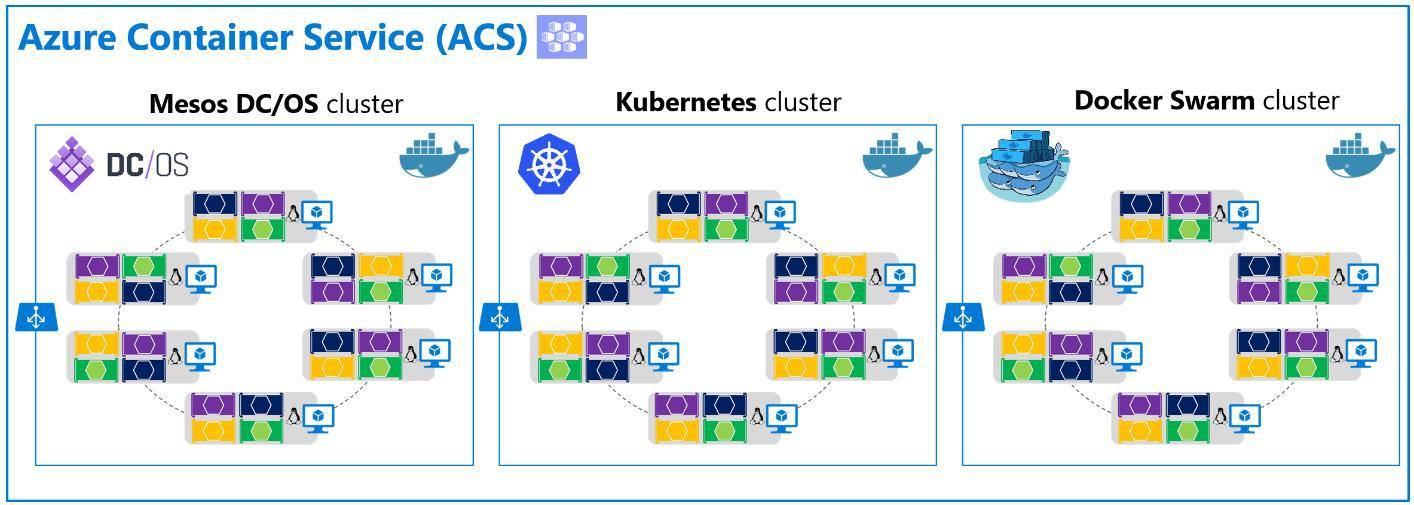 Azure Container Service (ACS)
Mesos DC/OS cluster
Kubernetes cluster
Docker Swarm cluster
DC/OS